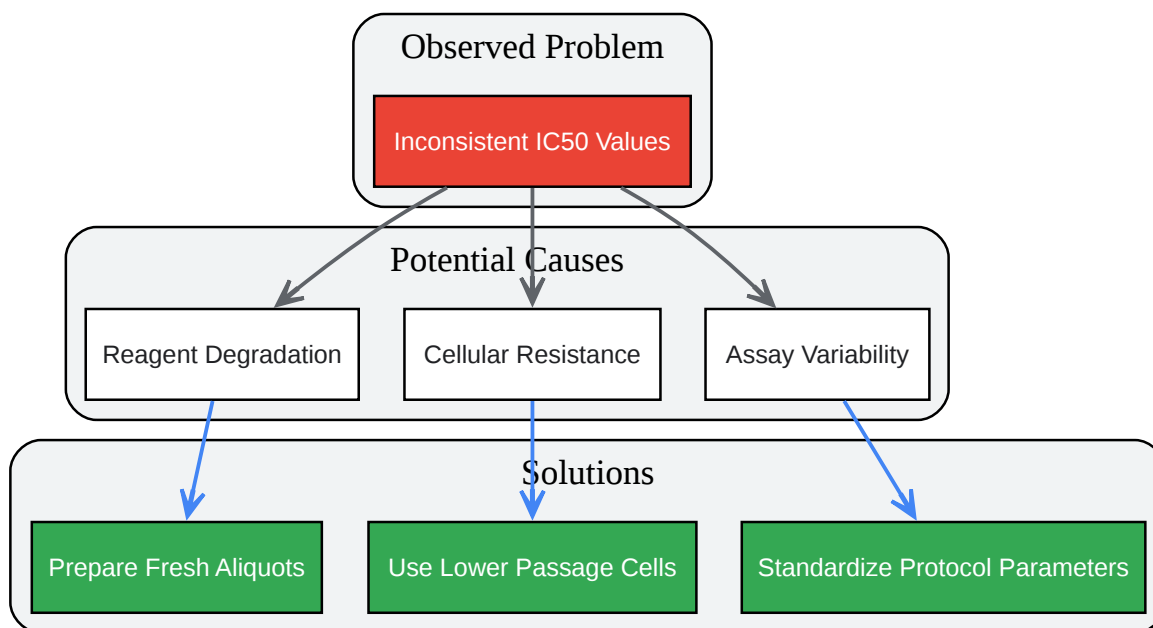 Observed Problem
Inconsistent IC50 Values
Potential Causes
Reagent Degradation
Cellular Resistance
Assay Variability
Solutions
Prepare Fresh Aliquots
Use Lower Passage Cells
Standardize Protocol Parameters